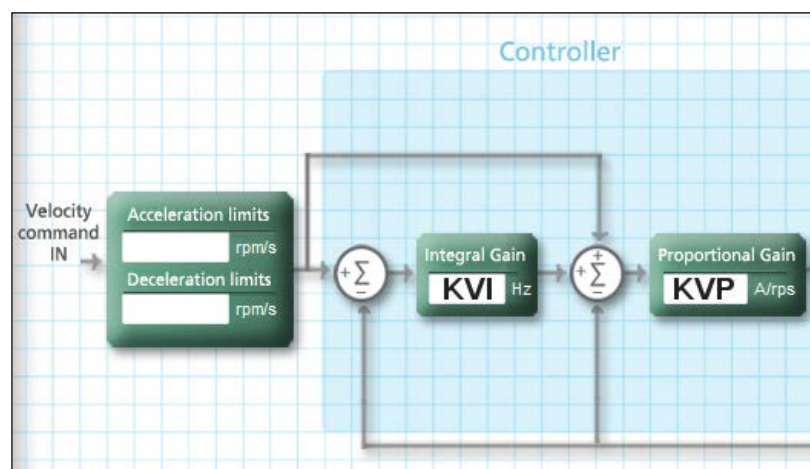 Controller
Velocity
command
IN
Acceleration limits
rpm/s
Deceleration limits
rpm/s
+ Σ
−
Integral Gain
KVI Hz
+
+ Σ
−
Proportional Gain
KVP A/rps